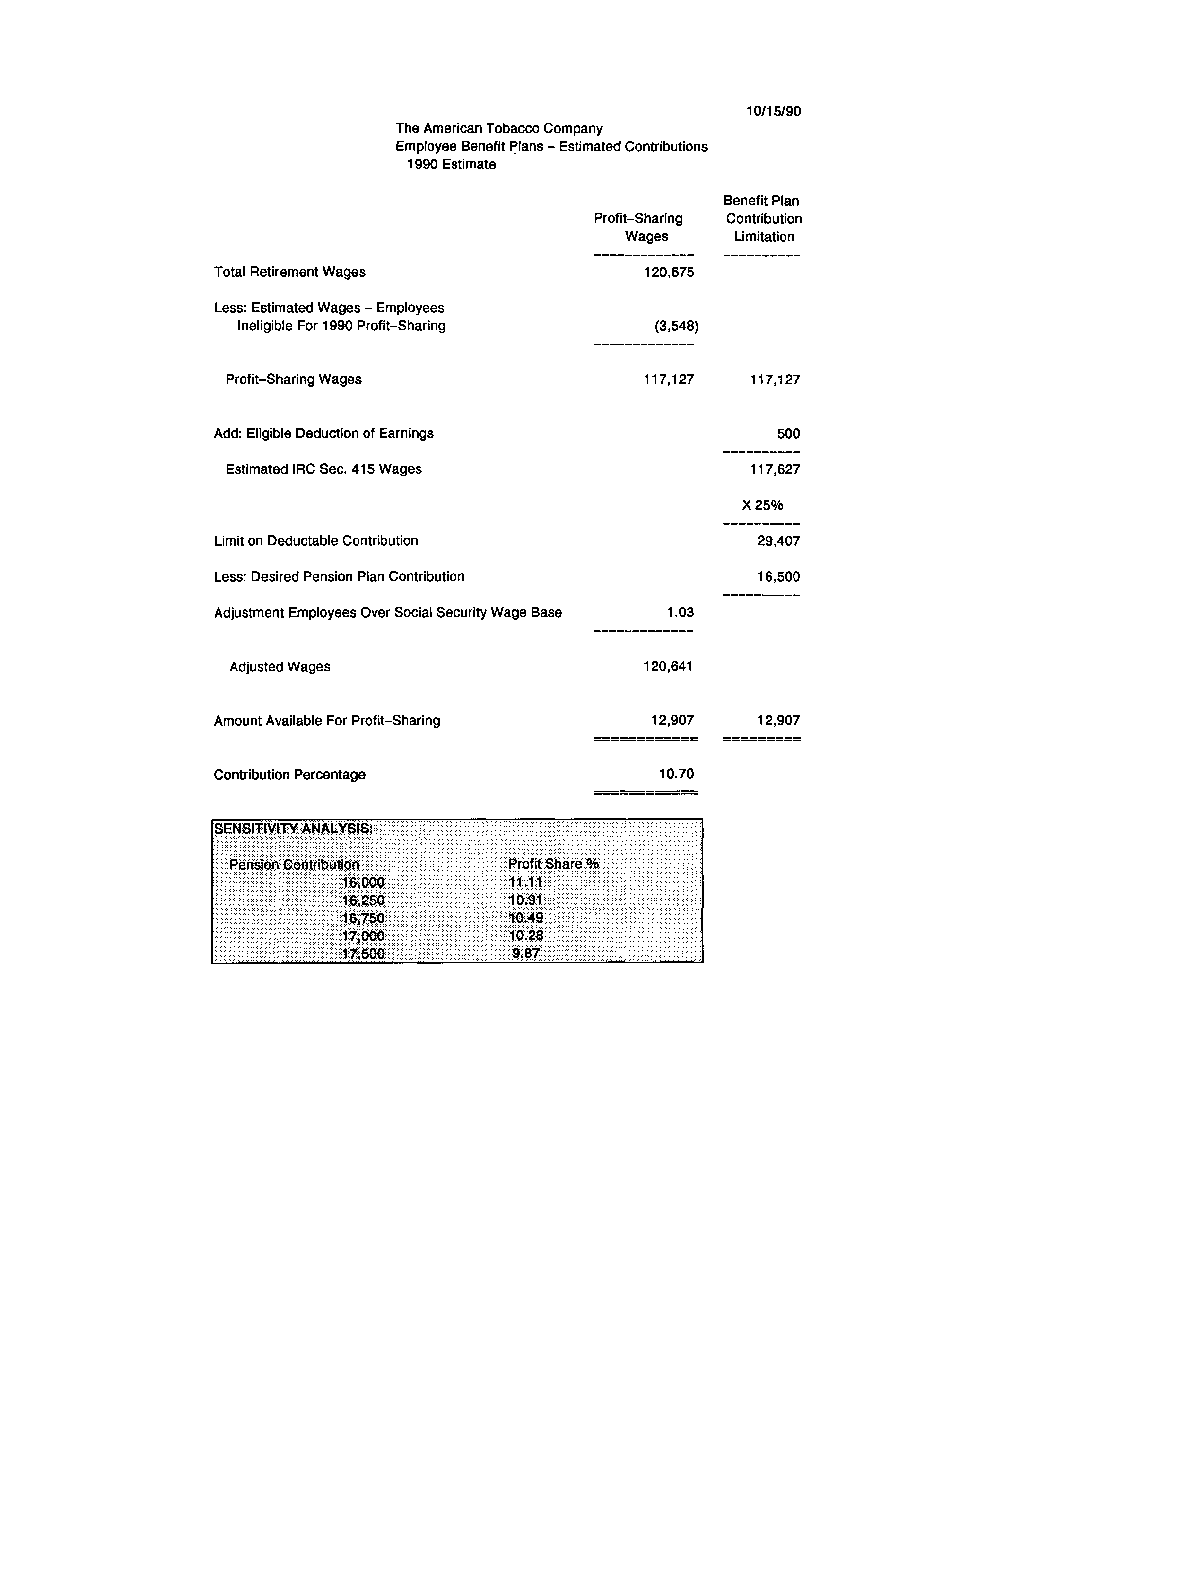 10/15/90
The American Tobacco Company
Employee Benefit Plans – Estimated Contributions
1990 Estimate
Benefit Plan
Profit–Sharing Contribution
Wages Limitation
Total Retirement Wages 120,675
Less: Estimated Wages – Employees
Ineligible For 1990 Profit–Sharing (3,548)
Profit–Sharing Wages 117,127 117,127
Add: Eligible Deduction of Earnings 500
Estimated IRC Sec. 415 Wages 117,627
X 25%
Limit on Deductable Contribution 29,407
Less: Desired Pension Plan Contribution 16,500
Adjustment Employees Over Social Security Wage Base 1.03
Adjusted Wages 120,641
Amount Available For Profit–Sharing 12,907 12,907
Contribution Percentage 10.70
SENSITIVITY ANALYSIS:
Pension Contribution Profit Share %
16,000 11.11
16,250 10.91
16,750 10.49
17,000 10.28
17,500 9.87